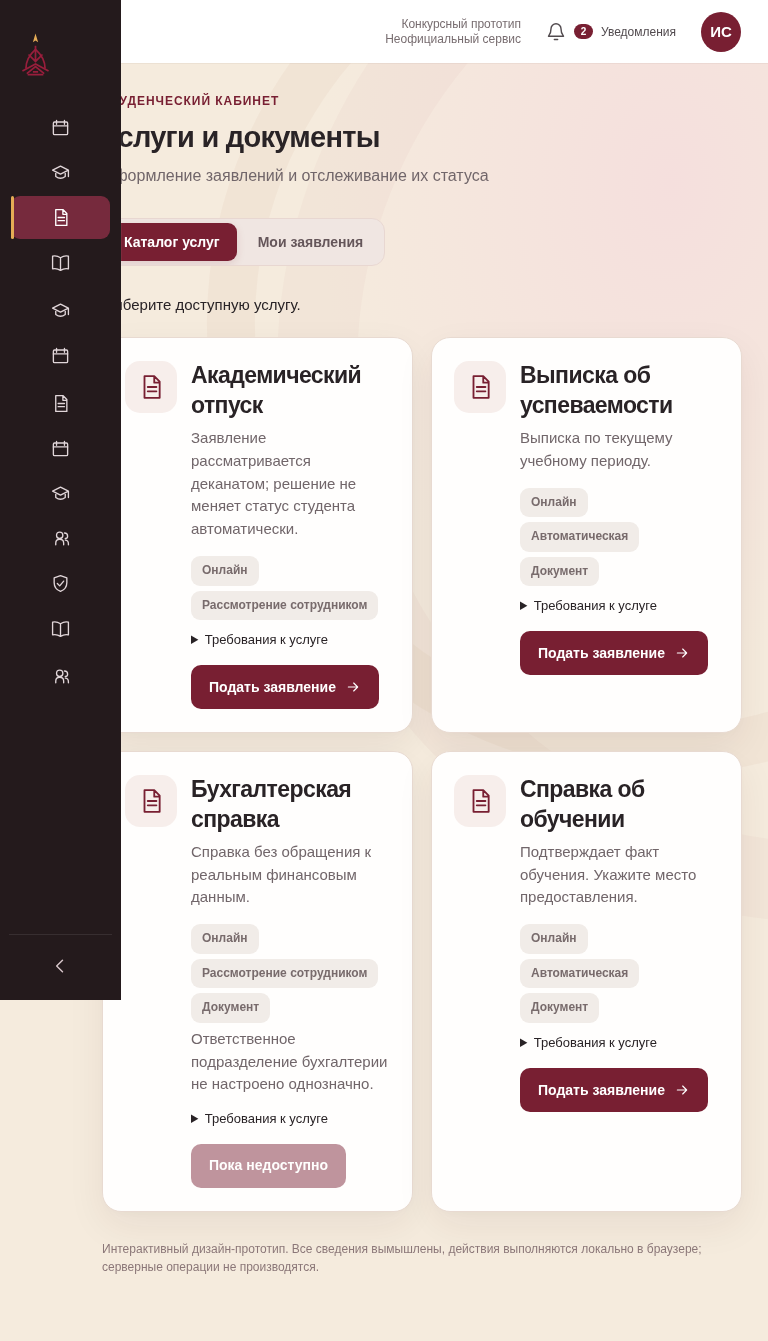 Конкурсный прототип
Неофициальный сервис
2 Уведомления
ИС
УДЕНЧЕСКИЙ КАБИНЕТ
слуги и документы
формление заявлений и отслеживание их статуса
Каталог услуг
Мои заявления
берите доступную услугу.
Академический
отпуск
Заявление
рассматривается
деканатом; решение не
меняет статус студента
автоматически.
Онлайн
Рассмотрение сотрудником
Требования к услуге
Подать заявление
Выписка об
успеваемости
Выписка по текущему
учебному периоду.
Онлайн
Автоматическая
Документ
Требования к услуге
Подать заявление
Бухгалтерская
справка
Справка без обращения к
реальным финансовым
данным.
Онлайн
Рассмотрение сотрудником
Документ
Ответственное
подразделение бухгалтерии
не настроено однозначно.
Требования к услуге
Пока недоступно
Справка об
обучении
Подтверждает факт
обучения. Укажите место
предоставления.
Онлайн
Автоматическая
Документ
Требования к услуге
Подать заявление
Интерактивный дизайн-прототип. Все сведения вымышлены, действия выполняются локально в браузере;
серверные операции не производятся.